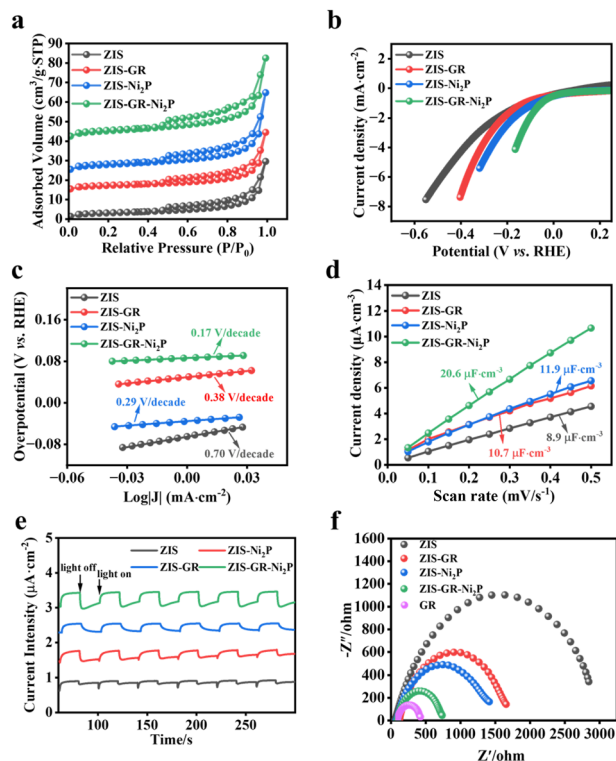 a
ZIS
ZIS-GR
ZIS-Ni₂P
ZIS-GR-Ni₂P
Adsorbed Volume (cm³/g·STP)
90
80
70
60
50
40
30
20
10
0
0.0 0.2 0.4 0.6 0.8 1.0
Relative Pressure (P/P₀)
b
ZIS
ZIS-GR
ZIS-Ni₂P
ZIS-GR-Ni₂P
Current density (mA·cm⁻²)
4
2
0
−2
−4
−6
−8
−0.6 −0.4 −0.2 0.0 0.2
Potential (V vs. RHE)
c
ZIS
ZIS-GR
ZIS-Ni₂P
ZIS-GR-Ni₂P
Overpotential (V vs. RHE)
0.16
0.08
0.00
−0.08
0.17 V/decade
0.38 V/decade
0.29 V/decade
0.70 V/decade
−0.06 −0.03 0.00 0.03 0.06
Log|J| (mA·cm⁻²)
d
ZIS
ZIS-GR
ZIS-Ni₂P
ZIS-GR-Ni₂P
Current density (μA·cm⁻³)
14
12
10
8
6
4
2
0
20.6 μF·cm⁻³
11.9 μF·cm⁻³
10.7 μF·cm⁻³
8.9 μF·cm⁻³
0.0 0.1 0.2 0.3 0.4 0.5
Scan rate (mV/s⁻¹)
e
ZIS
ZIS-Ni₂P
ZIS-GR
ZIS-GR-Ni₂P
light off
light on
Current Intensity (μA·cm⁻²)
5
4
3
2
1
0
100 150 200 250
Time/s
f
ZIS
ZIS-GR
ZIS-Ni₂P
ZIS-GR-Ni₂P
GR
-Z″/ohm
1600
1400
1200
1000
800
600
400
200
0
0 500 1000 1500 2000 2500 3000
Z′/ohm